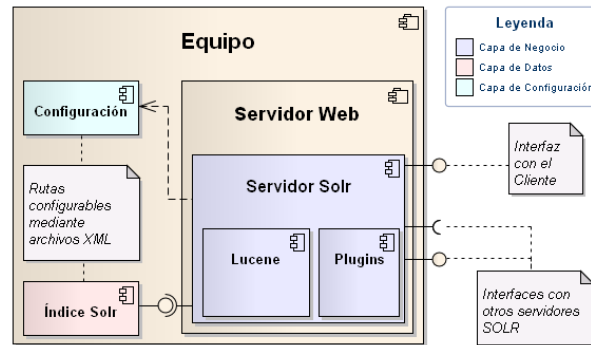 Equipo
Leyenda
Capa de Negocio
Capa de Datos
Capa de Configuración
Configuración
Servidor Web
Interfaz
con el
Cliente
Servidor Solr
Rutas
configurables
mediante
archivos XML
Lucene
Plugins
Índice Solr
Interfaces con
otros servidores
SOLR